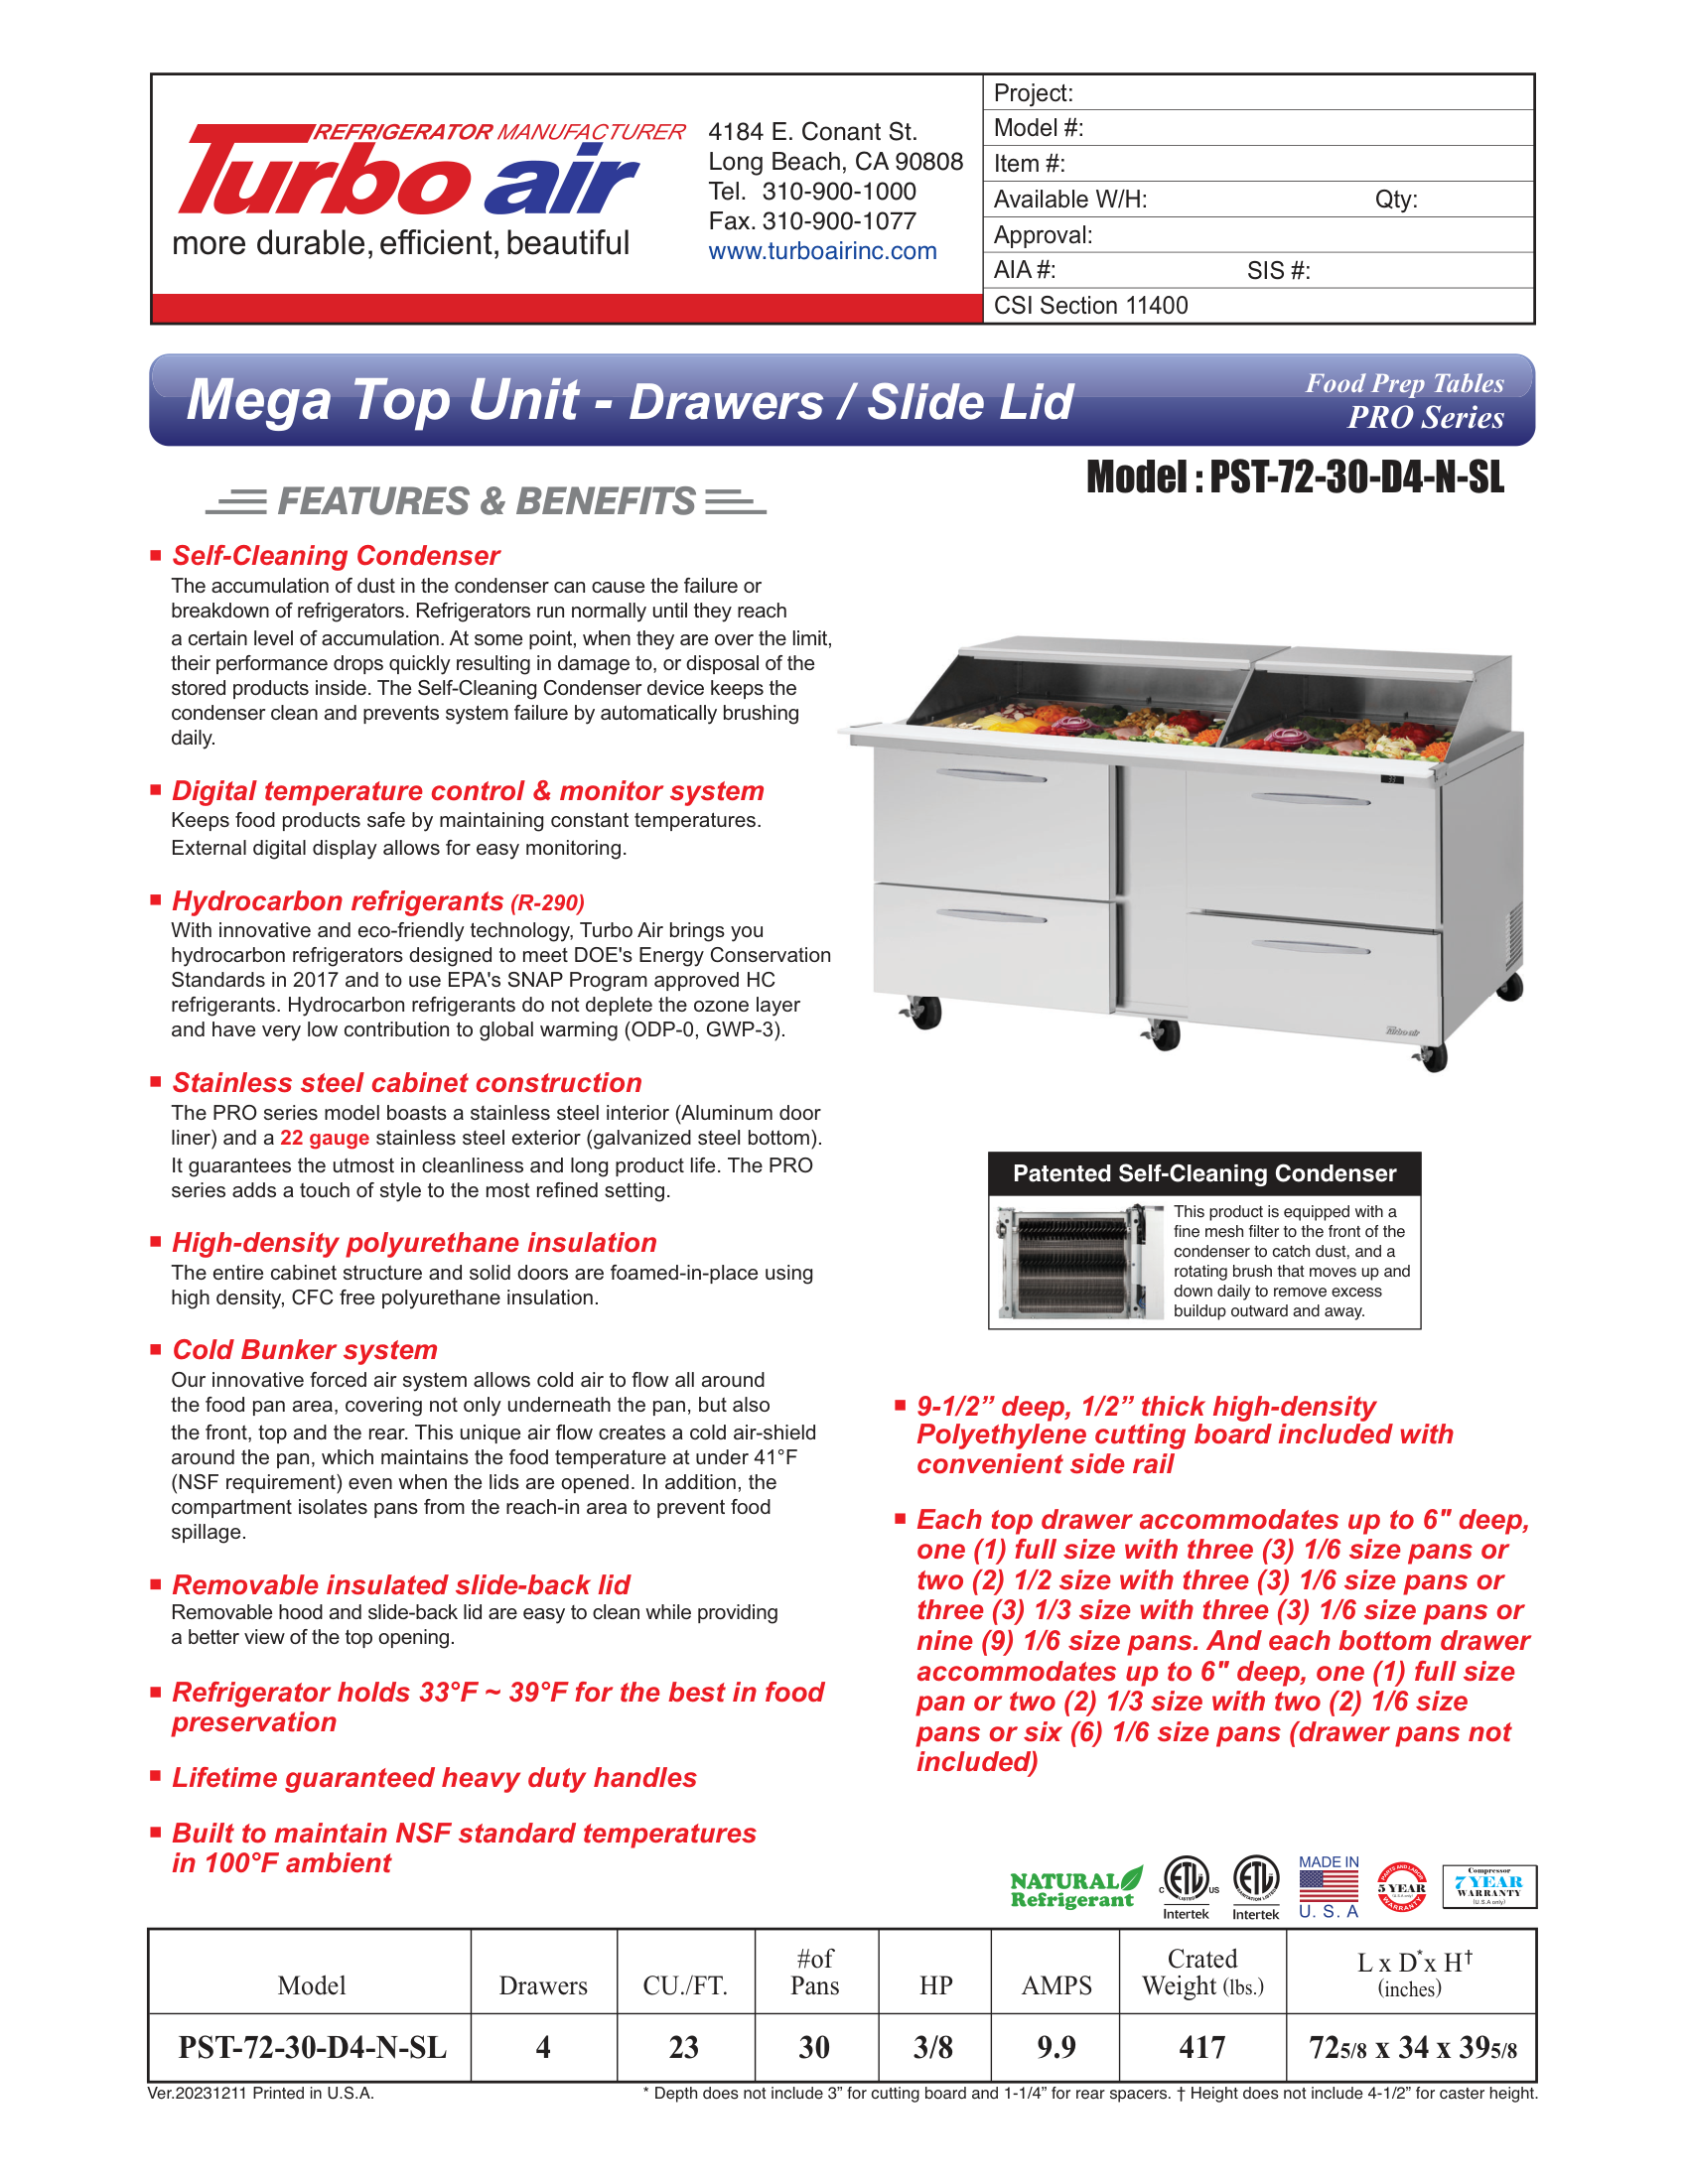 REFRIGERATOR MANUFACTURER
Turbo air
more durable, efficient, beautiful
4184 E. Conant St.
Long Beach, CA 90808
Tel. 310-900-1000
Fax. 310-900-1077
www.turboairinc.com
Project:
Model #:
Item #:
Available W/H: Qty:
Approval:
AIA #: SIS #:
CSI Section 11400
Mega Top Unit - Drawers / Slide Lid
Food Prep Tables
PRO Series
Model : PST-72-30-D4-N-SL
FEATURES & BENEFITS
Self-Cleaning Condenser
The accumulation of dust in the condenser can cause the failure or
breakdown of refrigerators. Refrigerators run normally until they reach
a certain level of accumulation. At some point, when they are over the limit,
their performance drops quickly resulting in damage to, or disposal of the
stored products inside. The Self-Cleaning Condenser device keeps the
condenser clean and prevents system failure by automatically brushing
daily.
Digital temperature control & monitor system
Keeps food products safe by maintaining constant temperatures.
External digital display allows for easy monitoring.
Hydrocarbon refrigerants (R-290)
With innovative and eco-friendly technology, Turbo Air brings you
hydrocarbon refrigerators designed to meet DOE's Energy Conservation
Standards in 2017 and to use EPA's SNAP Program approved HC
refrigerants. Hydrocarbon refrigerants do not deplete the ozone layer
and have very low contribution to global warming (ODP-0, GWP-3).
Stainless steel cabinet construction
The PRO series model boasts a stainless steel interior (Aluminum door
liner) and a 22 gauge stainless steel exterior (galvanized steel bottom).
It guarantees the utmost in cleanliness and long product life. The PRO
series adds a touch of style to the most refined setting.
High-density polyurethane insulation
The entire cabinet structure and solid doors are foamed-in-place using
high density, CFC free polyurethane insulation.
Cold Bunker system
Our innovative forced air system allows cold air to flow all around
the food pan area, covering not only underneath the pan, but also
the front, top and the rear. This unique air flow creates a cold air-shield
around the pan, which maintains the food temperature at under 41°F
(NSF requirement) even when the lids are opened. In addition, the
compartment isolates pans from the reach-in area to prevent food
spillage.
Removable insulated slide-back lid
Removable hood and slide-back lid are easy to clean while providing
a better view of the top opening.
Refrigerator holds 33°F ~ 39°F for the best in food
preservation
Lifetime guaranteed heavy duty handles
Built to maintain NSF standard temperatures
in 100°F ambient
Turbo air
Patented Self-Cleaning Condenser
This product is equipped with a
fine mesh filter to the front of the
condenser to catch dust, and a
rotating brush that moves up and
down daily to remove excess
buildup outward and away.
9-1/2” deep, 1/2” thick high-density
Polyethylene cutting board included with
convenient side rail
Each top drawer accommodates up to 6" deep,
one (1) full size with three (3) 1/6 size pans or
two (2) 1/2 size with three (3) 1/6 size pans or
three (3) 1/3 size with three (3) 1/6 size pans or
nine (9) 1/6 size pans. And each bottom drawer
accommodates up to 6" deep, one (1) full size
pan or two (2) 1/3 size with two (2) 1/6 size
pans or six (6) 1/6 size pans (drawer pans not
included)
NATURAL
Refrigerant
C ETL US
LISTED
Intertek
ETL
SANITATION LISTED
Intertek
MADE IN
U. S. A
PARTS AND LABOR
5 YEAR
(U.S.A only)
WARRANTY
Compressor
7 YEAR
WARRANTY
(U.S.A only)
Model Drawers CU./FT. #of Pans HP AMPS Crated Weight (lbs.) L x D* x H† (inches)
PST-72-30-D4-N-SL 4 23 30 3/8 9.9 417 725/8 x 34 x 395/8
Ver.20231211 Printed in U.S.A.
* Depth does not include 3” for cutting board and 1-1/4” for rear spacers. † Height does not include 4-1/2” for caster height.